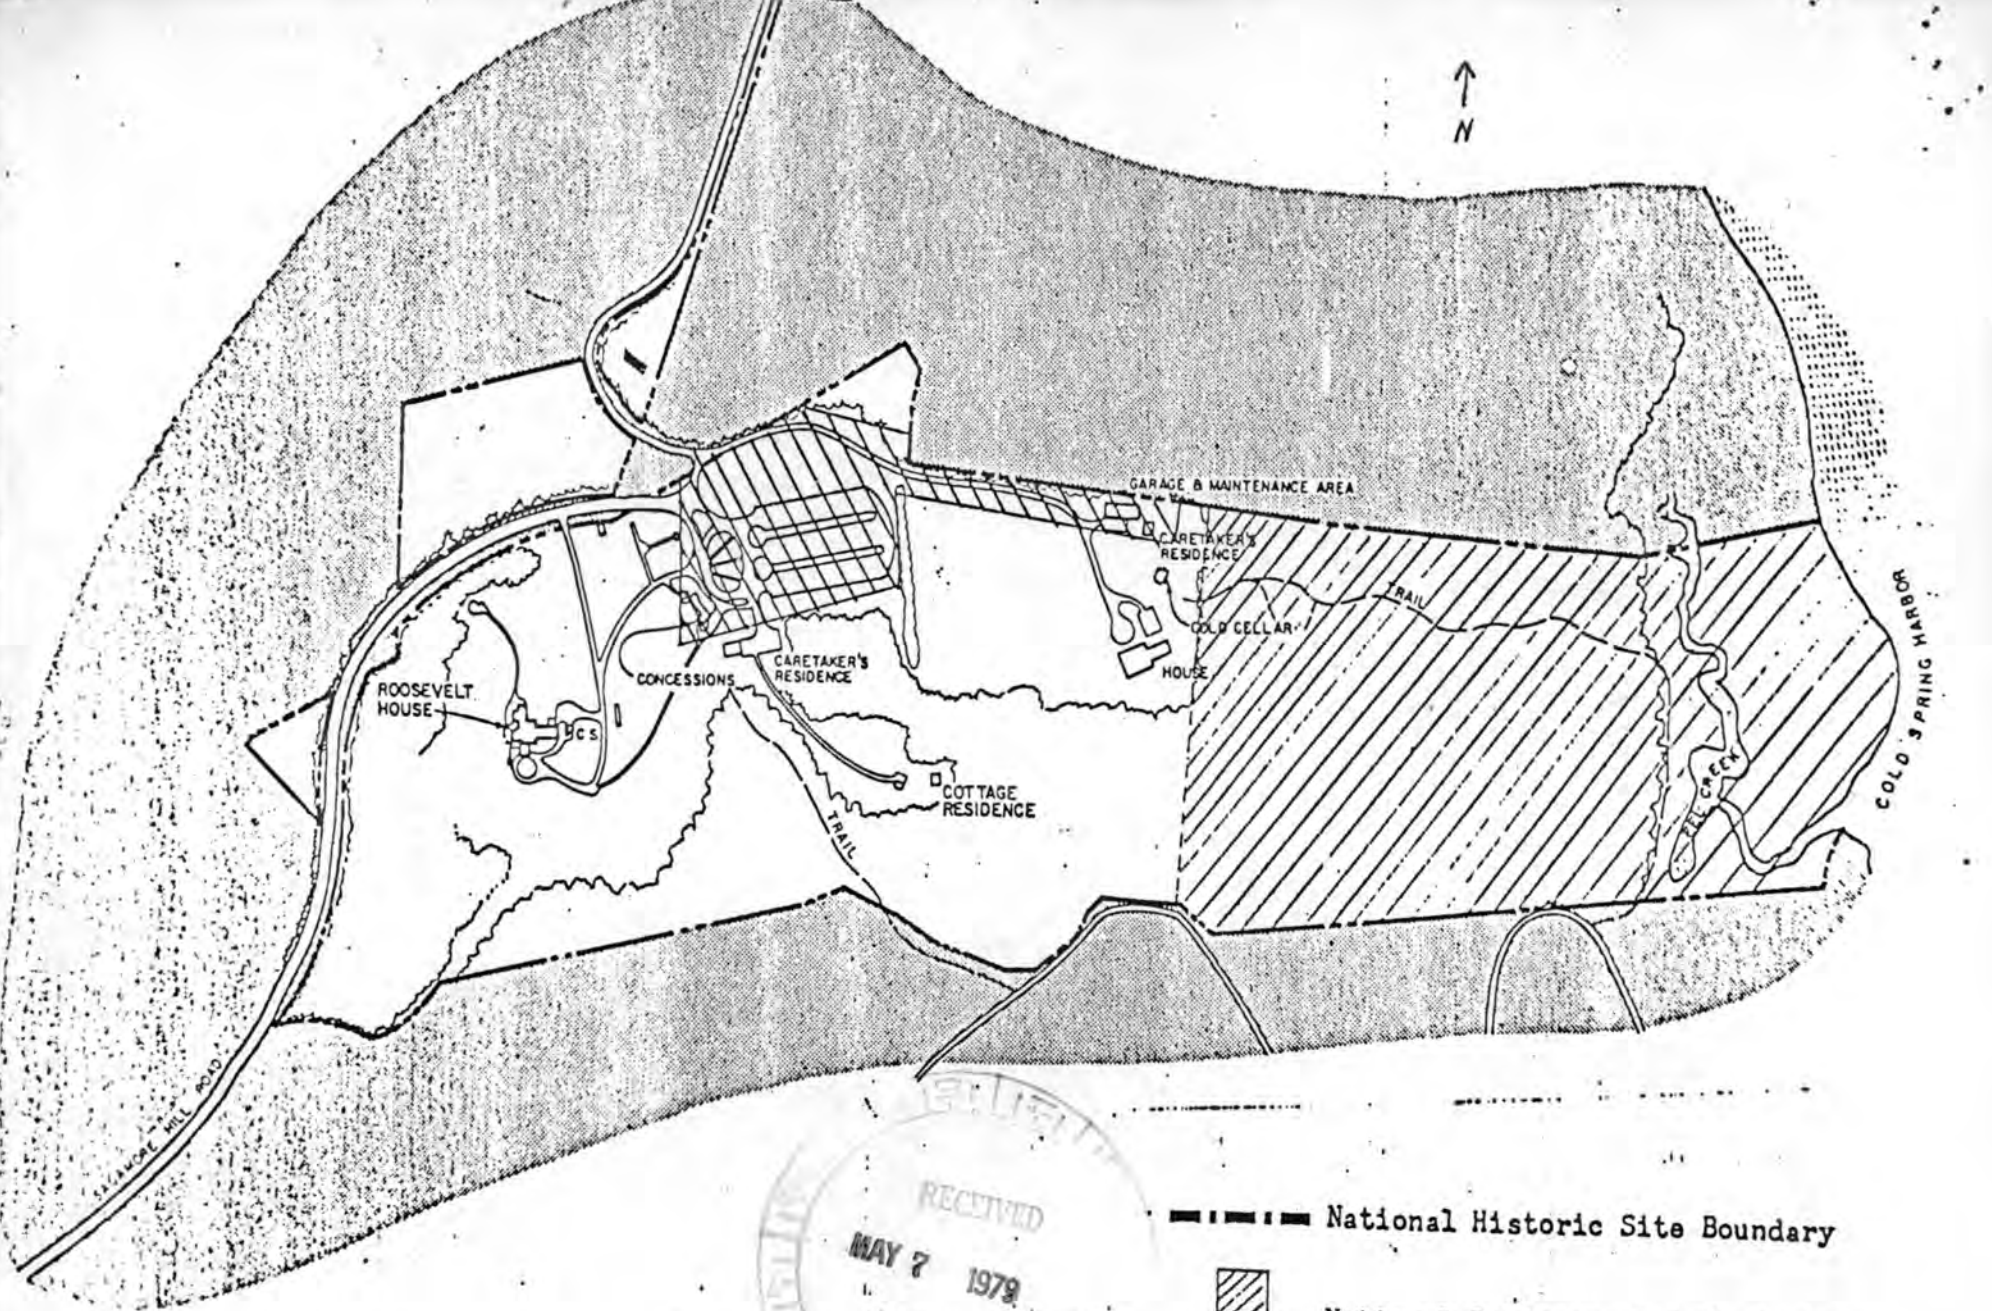 N
GARAGE & MAINTENANCE AREA
CARETAKER'S
RESIDENCE
TRAIL
COLD CELLAR
HOUSE
COLD SPRING HARBOR
CARETAKER'S
RESIDENCE
CONCESSIONS
ROOSEVELT
HOUSE
C S
COTTAGE
RESIDENCE
TRAIL
EEL CREEK
SAGAMORE HILL ROAD
RECEIVED
MAY 7 1979
National Historic Site Boundary